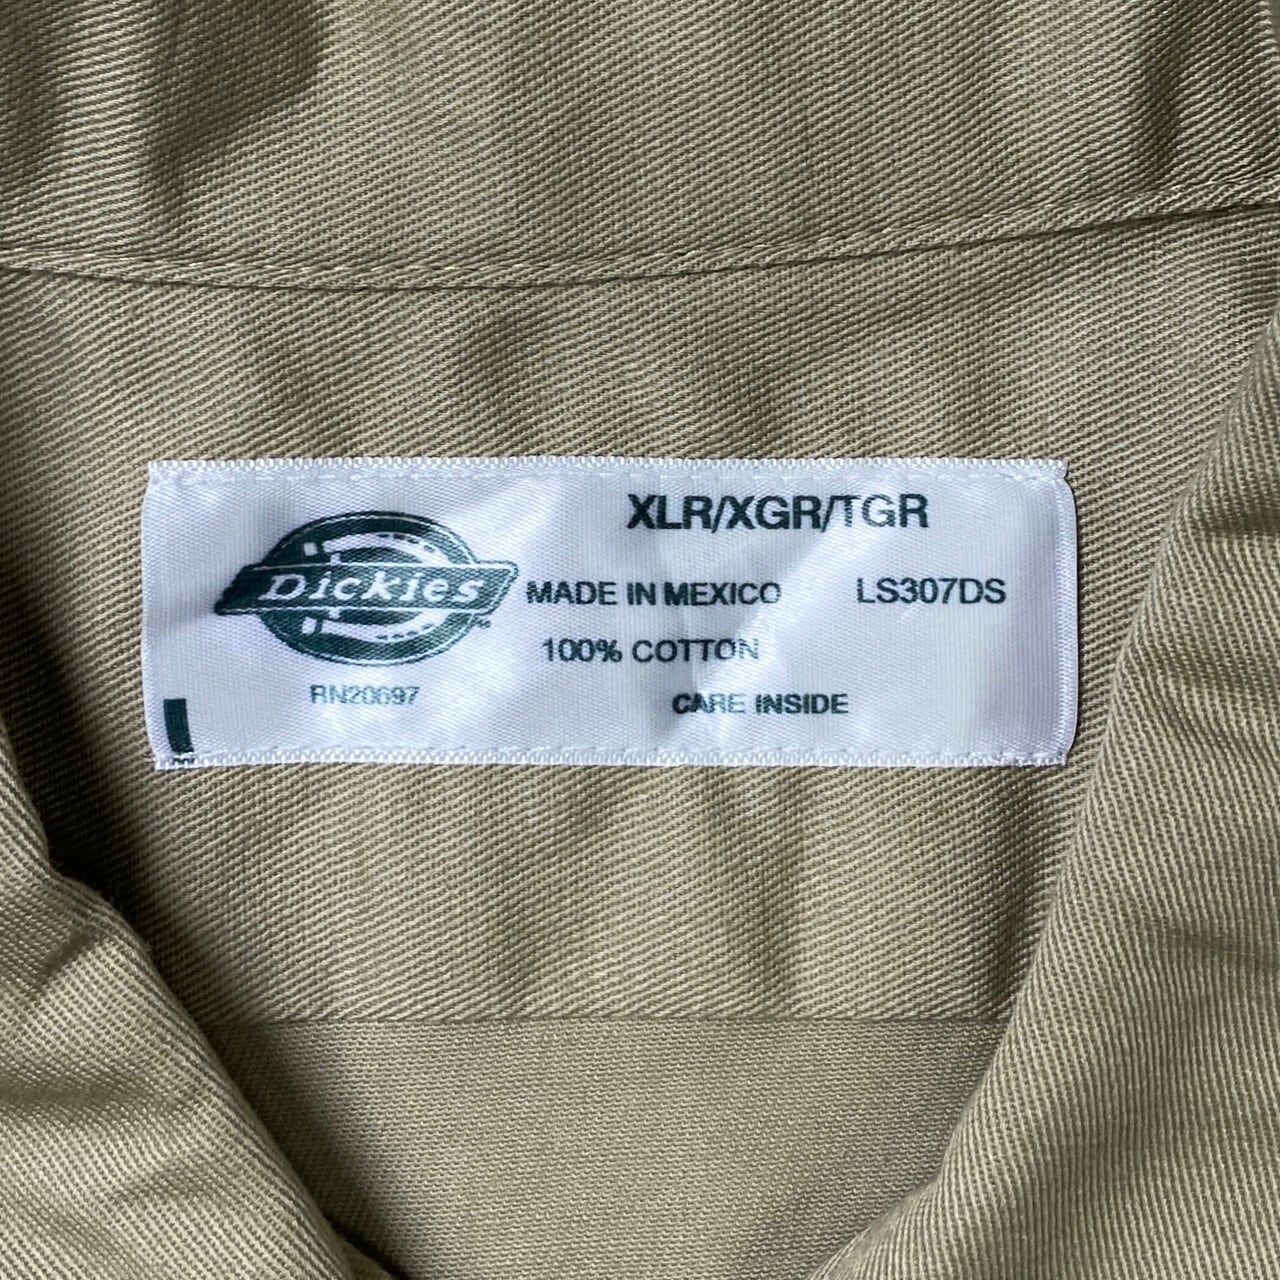 XLR/XGR/TGR
Dickies
MADE IN MEXICO LS307DS
100% COTTON
RN20697
CARE INSIDE